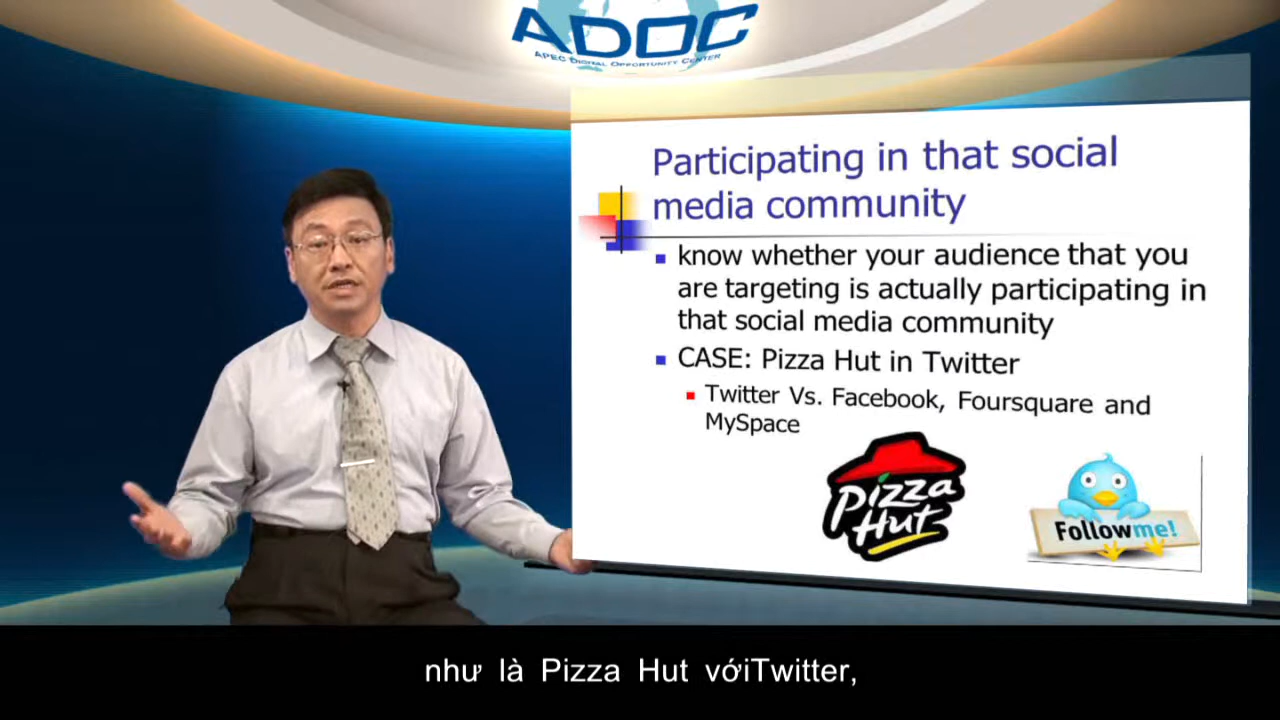 ADOC
APEC DIGITAL OPPORTUNITY CENTER
Participating in that social
media community
know whether your audience that you
are targeting is actually participating in
that social media community
CASE: Pizza Hut in Twitter
Twitter Vs. Facebook, Foursquare and
MySpace
Pizza
Hut
Followme!
như là Pizza Hut vớiTwitter,